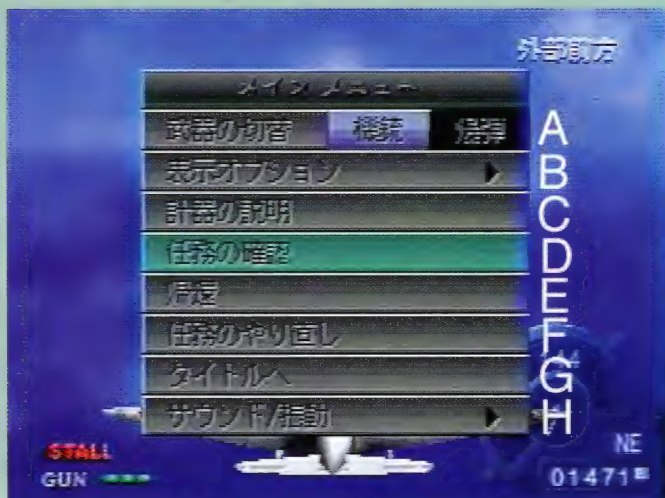 外部前方
メイン メニュー
武器の切替 機銃 爆弾 A
表示オプション ▶ B
計器の説明 C
任務の確認 D
帰還 E
任務のやり直し F
タイトルへ G
サウンド/振動 ▶ H
STALL
GUN
NE
01471